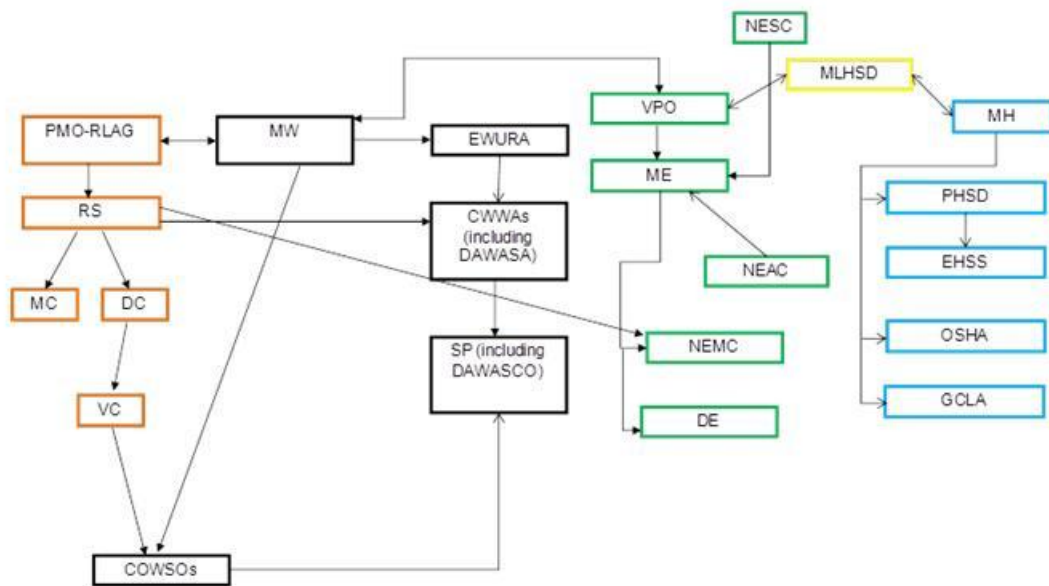 NESC
MLHSD
VPO
MH
PMO-RLAG
MW
EWURA
ME
PHSD
RS
CWWAs
(including
DAWASA)
EHSS
NEAC
MC
DC
OSHA
NEMC
SP (including
DAWASCO)
GCLA
VC
DE
COWSOs